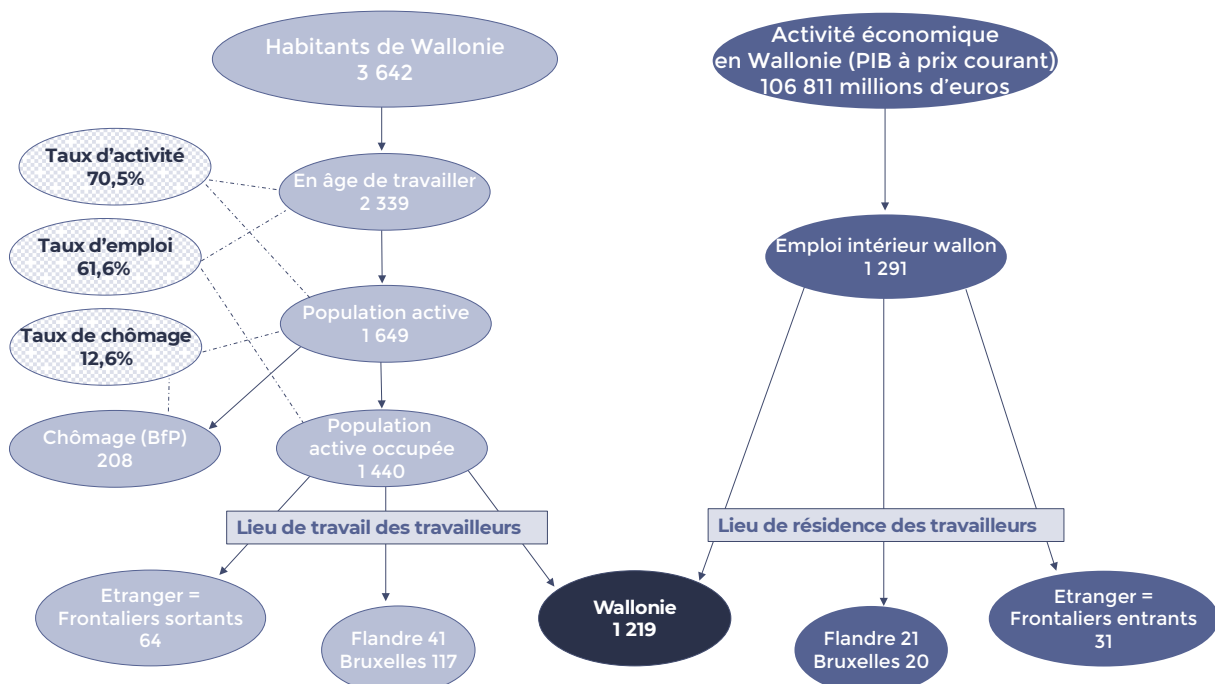 Habitants de Wallonie
3 642
Activité économique
en Wallonie (PIB à prix courant)
106 811 millions d’euros
Taux d’activité
70,5%
En âge de travailler
2 339
Taux d’emploi
61,6%
Emploi intérieur wallon
1 291
Population active
1 649
Taux de chômage
12,6%
Chômage (BfP)
208
Population
active occupée
1 440
Lieu de travail des travailleurs
Lieu de résidence des travailleurs
Etranger =
Frontaliers sortants
64
Flandre 41
Bruxelles 117
Wallonie
1 219
Flandre 21
Bruxelles 20
Etranger =
Frontaliers entrants
31